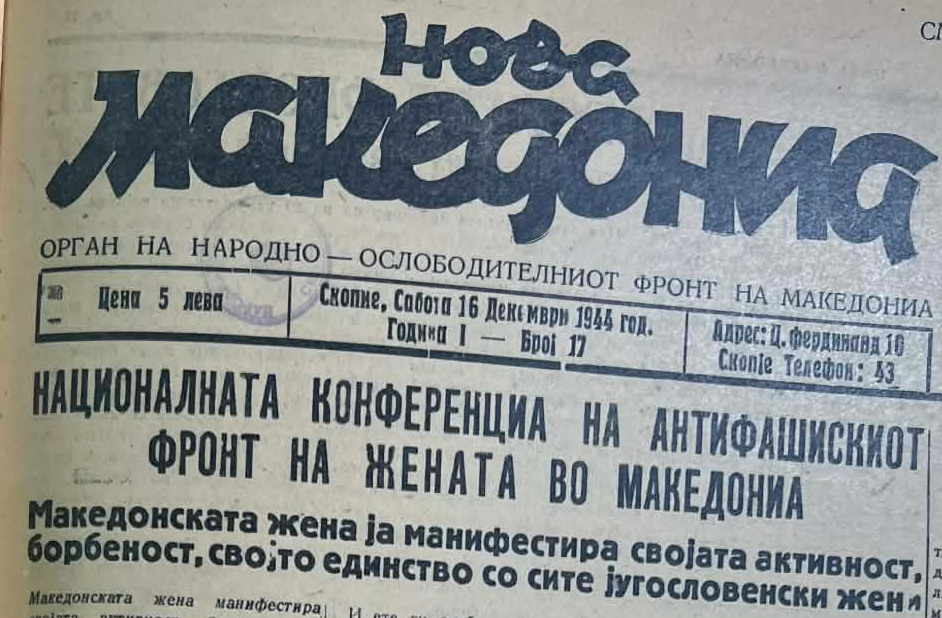 Нова
Македониа
ОРГАН НА НАРОДНО — ОСЛОБОДИТЕЛНИОТ ФРОНТ НА МАКЕДОНИА
Цена 5 лева
Скопие, Сабота 16 Декември 1944 год.
Година I — Број 17
Адрес: Ц. Фердинанд 10
Скопје Телефон: 43
НАЦИОНАЛНАТА КОНФЕРЕНЦИА НА АНТИФАШИСКИОТ
ФРОНТ НА ЖЕНАТА ВО МАКЕДОНИА
Македонската жена ја манифестира својата активност,
борбеност, својто единство со сите југословенски жени
Македонската жена манифестира